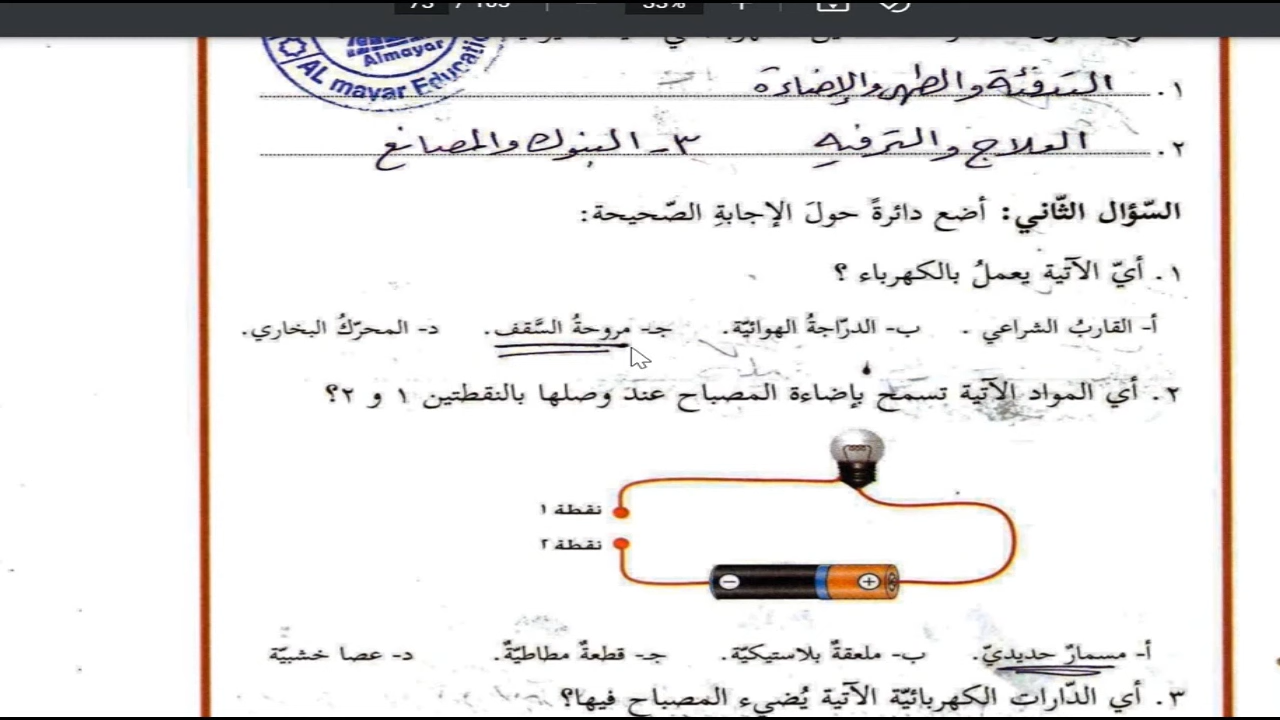 Almayar
AL mayar Education
١. التدفئة والطهي والإضاءة
٢. العلاج والترفيه ٣- البنوك والمصانع
السّؤال الثّاني: أضع دائرةً حولَ الإجابةِ الصّحيحة:
١. أيّ الآتية يعملُ بالكهرباء ؟
أ- القاربُ الشراعي . ب- الدرّاجةُ الهوائيّة. جـ- مروحةُ السَّقف. د- المحرّكُ البخاري.
٢. أي المواد الآتية تسمح بإضاءة المصباح عندَ وصلها بالنقطتين ١ و ٢؟
نقطة ١
نقطة ٢
أ- مسمارٌ حديديّ. ب- ملعقةٌ بلاستيكيّة. جـ- قطعةٌ مطاطيّةٌ. د- عصا خشبيّة
٣. أي الدّارات الكهربائيّة الآتية يُضيء المصباح فيها؟